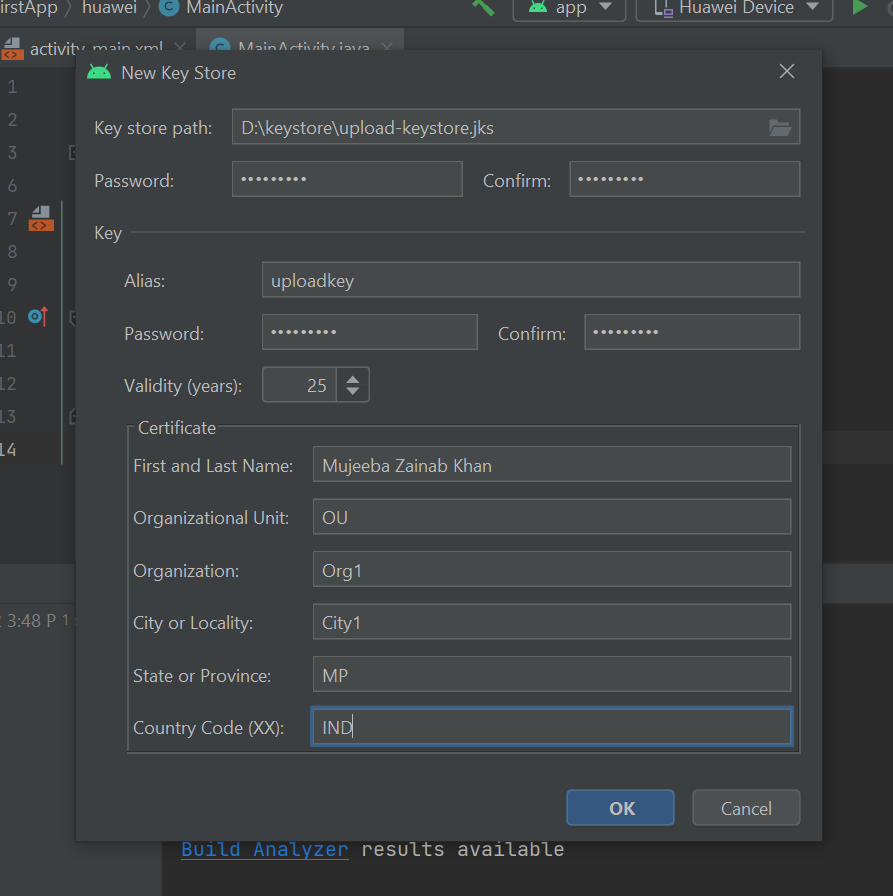 irstApp huawei MainActivity app Huawei Device
activity_main.xml MainActivity.java
New Key Store
Key store path: D:\keystore\upload-keystore.jks
Password: ••••••••• Confirm: •••••••••
Key
Alias: uploadkey
Password: ••••••••• Confirm: •••••••••
Validity (years): 25
Certificate
First and Last Name: Mujeeba Zainab Khan
Organizational Unit: OU
Organization: Org1
City or Locality: City1
State or Province: MP
Country Code (XX): IND
OK Cancel
1
2
3
6
7
8
9
10
11
12
13
14
3:48 P 1
Build Analyzer results available